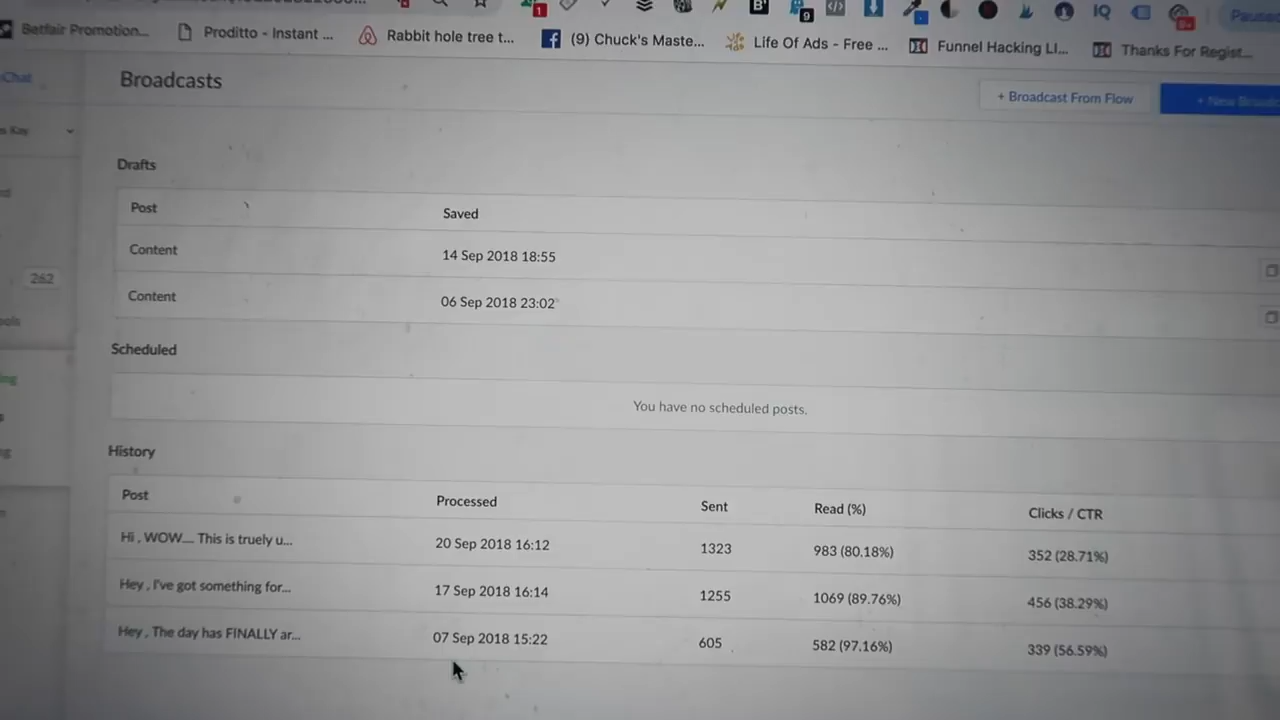 Betfair Promotion... Proditto - Instant ... Rabbit hole tree t... (9) Chuck's Maste... Life Of Ads - Free ... Funnel Hacking LI... Thanks For Regist...
Chat
Broadcasts
+ Broadcast From Flow
Drafts
Post Saved
Content 14 Sep 2018 18:55
262
Content 06 Sep 2018 23:02
Scheduled
You have no scheduled posts.
History
Post Processed Sent Read (%) Clicks / CTR
Hi , WOW.... This is truely u... 20 Sep 2018 16:12 1323 983 (80.18%) 352 (28.71%)
Hey , I've got something for... 17 Sep 2018 16:14 1255 1069 (89.76%) 456 (38.29%)
Hey , The day has FINALLY ar... 07 Sep 2018 15:22 605 582 (97.16%) 339 (56.59%)